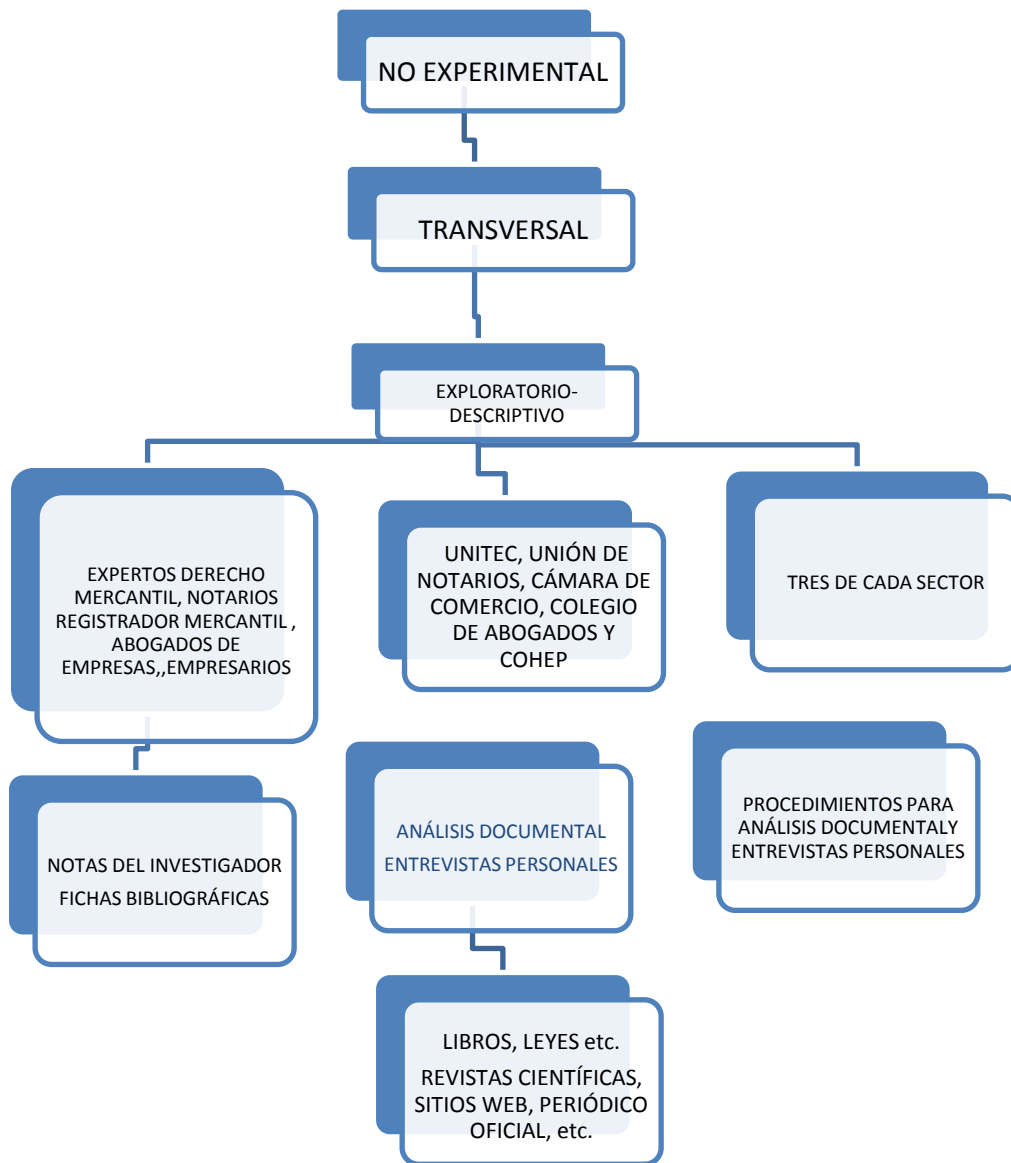 NO EXPERIMENTAL
TRANSVERSAL
EXPLORATORIO-
DESCRIPTIVO
EXPERTOS DERECHO
MERCANTIL, NOTARIOS
REGISTRADOR MERCANTIL ,
ABOGADOS DE
EMPRESAS,,EMPRESARIOS
UNITEC, UNIÓN DE
NOTARIOS, CÁMARA DE
COMERCIO, COLEGIO
DE ABOGADOS Y
COHEP
TRES DE CADA SECTOR
NOTAS DEL INVESTIGADOR
FICHAS BIBLIOGRÁFICAS
ANÁLISIS DOCUMENTAL
ENTREVISTAS PERSONALES
PROCEDIMIENTOS PARA
ANÁLISIS DOCUMENTALY
ENTREVISTAS PERSONALES
LIBROS, LEYES etc.
REVISTAS CIENTÍFICAS,
SITIOS WEB, PERIÓDICO
OFICIAL, etc.